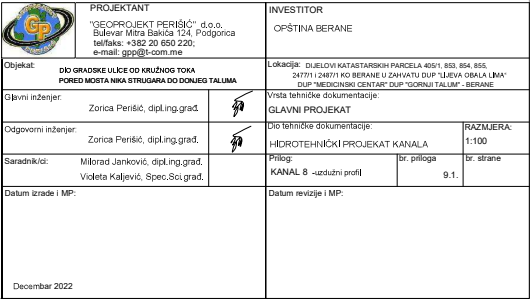 PROJEKTANT
"GEOPROJEKT PERIŠIĆ" d.o.o.
Bulevar Mitra Bakića 124, Podgorica
tel/faks: +382 20 650 220;
e-mail: gpp@t-com.me
INVESTITOR
OPŠTINA BERANE
Objekat:
DIO GRADSKE ULICE OD KRUŽNOG TOKA
PORED MOSTA NIKA STRUGARA DO DONJEG TALUMA
Lokacija: DIJELOVI KATASTARSKIH PARCELA 405/1, 853, 854, 855,
2477/1 i 2487/1 KO BERANE U ZAHVATU DUP "LIJEVA OBALA LIMA"
DUP "MEDICINSKI CENTAR" DUP "GORNJI TALUM" - BERANE
Glavni inženjer:
Zorica Perišić, dipl.ing.građ.
Vrsta tehničke dokumentacije:
GLAVNI PROJEKAT
Odgovorni inženjer:
Zorica Perišić, dipl.ing.građ.
Dio tehničke dokumentacije:
HIDROTEHNIČKI PROJEKAT KANALA
RAZMJERA:
1:100
Saradnik/ci:
Milorad Janković, dipl.ing.građ.
Violeta Kaljević, Spec.Sci.građ.
Prilog:
KANAL 8 -uzdužni profil
br. priloga
9.1.
br. strane
Datum izrade i MP:
Decembar 2022
Datum revizije i MP: